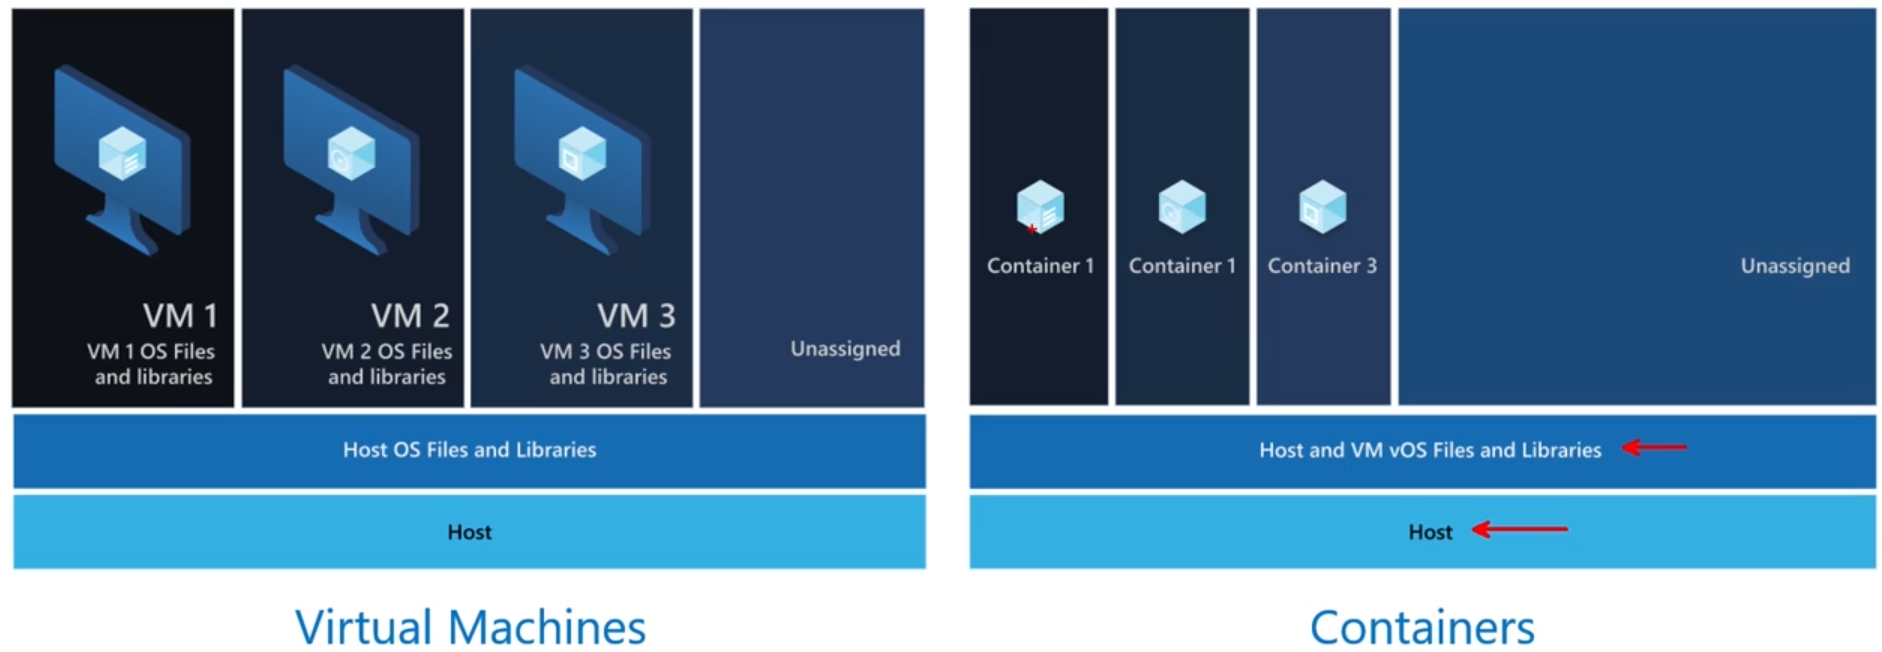 VM 1
VM 1 OS Files
and libraries
VM 2
VM 2 OS Files
and libraries
VM 3
VM 3 OS Files
and libraries
Unassigned
Host OS Files and Libraries
Host
Virtual Machines
Container 1
Container 1
Container 3
Unassigned
Host and VM vOS Files and Libraries
Host
Containers